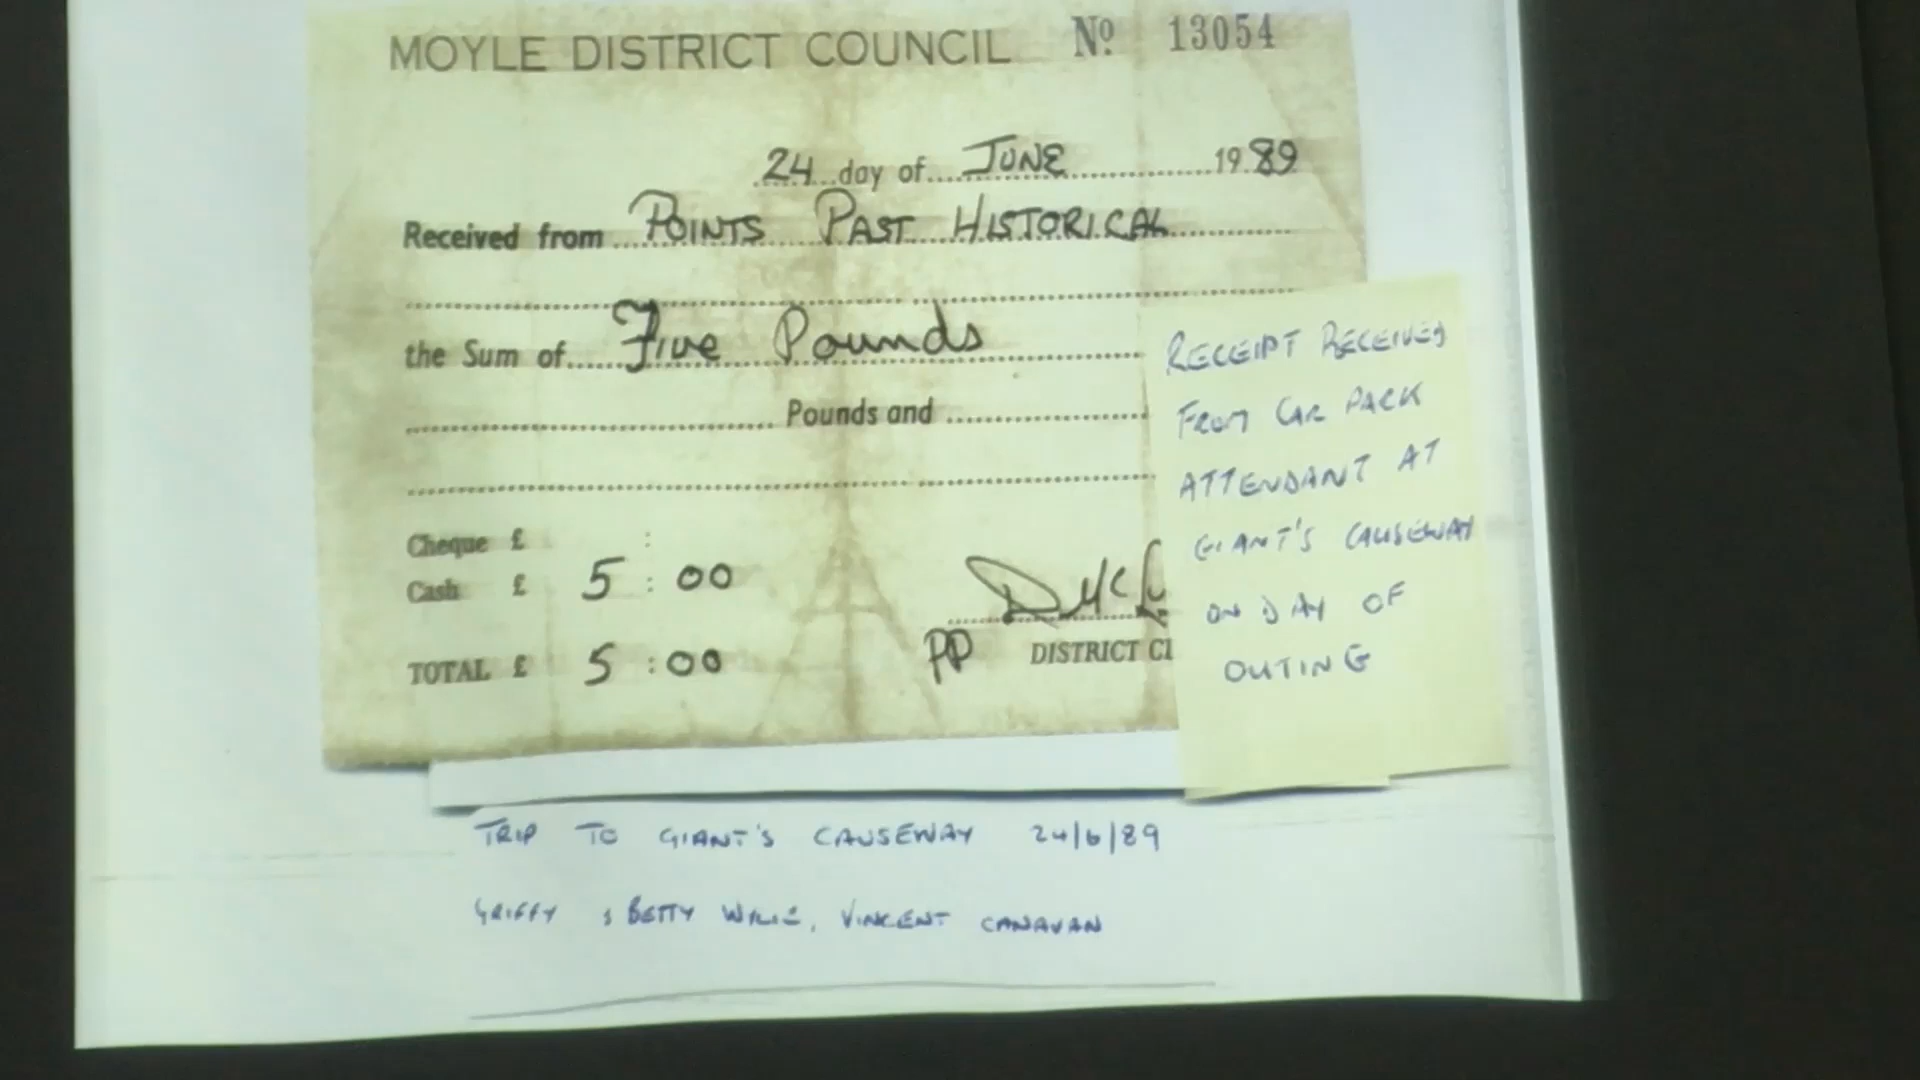 MOYLE DISTRICT COUNCIL Nº 13054
24 day of JUNE 1989
Received from POINTS PAST HISTORICAL
the Sum of Five Pounds
Pounds and
Cheque £ :
Cash £ 5 : 00
TOTAL £ 5 : 00
PP DISTRICT
RECEIPT RECEIVED
FROM CAR PARK
ATTENDANT AT
GIANT'S CAUSEWAY
ON DAY OF
OUTING
TRIP TO GIANT'S CAUSEWAY 24/6/89
BETTY WYLIE, VINCENT CANAVAN